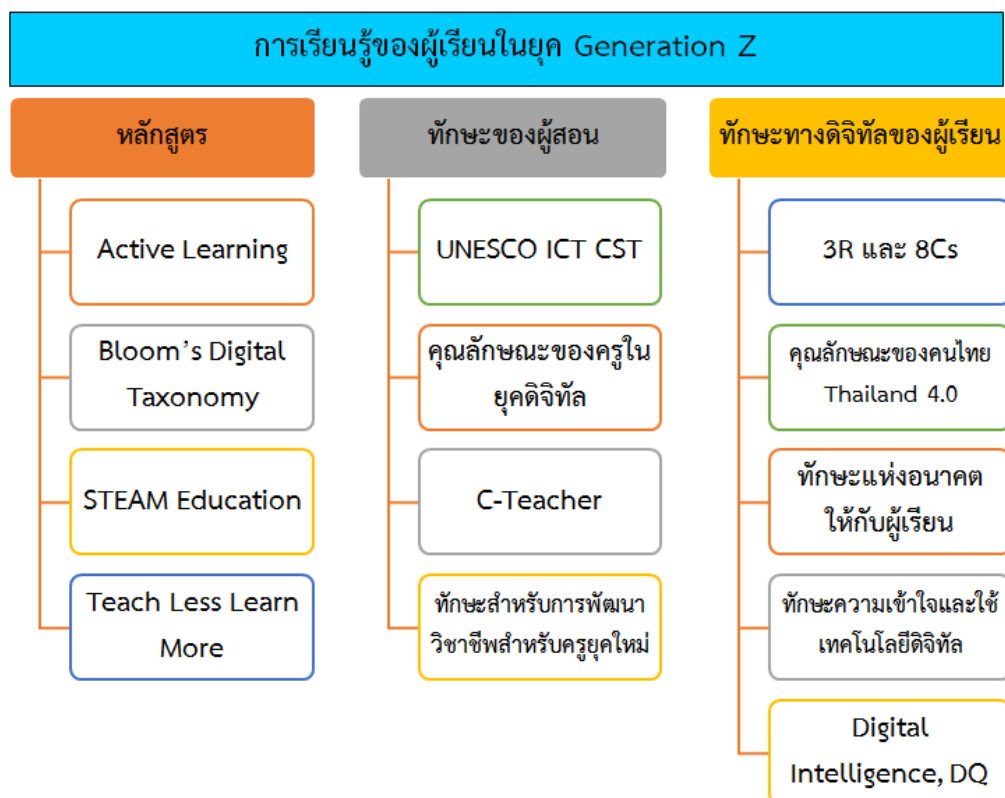 การเรียนรู้ของผู้เรียนในยุค Generation Z
หลักสูตร
Active Learning
Bloom’s Digital
Taxonomy
STEAM Education
Teach Less Learn
More
ทักษะของผู้สอน
UNESCO ICT CST
คุณลักษณะของครูใน
ยุคดิจิทัล
C-Teacher
ทักษะสำหรับการพัฒนา
วิชาชีพสำหรับครูยุคใหม่
ทักษะทางดิจิทัลของผู้เรียน
3R และ 8Cs
คุณลักษณะของคนไทย
Thailand 4.0
ทักษะแห่งอนาคต
ให้กับผู้เรียน
ทักษะความเข้าใจและใช้
เทคโนโลยีดิจิทัล
Digital
Intelligence, DQ